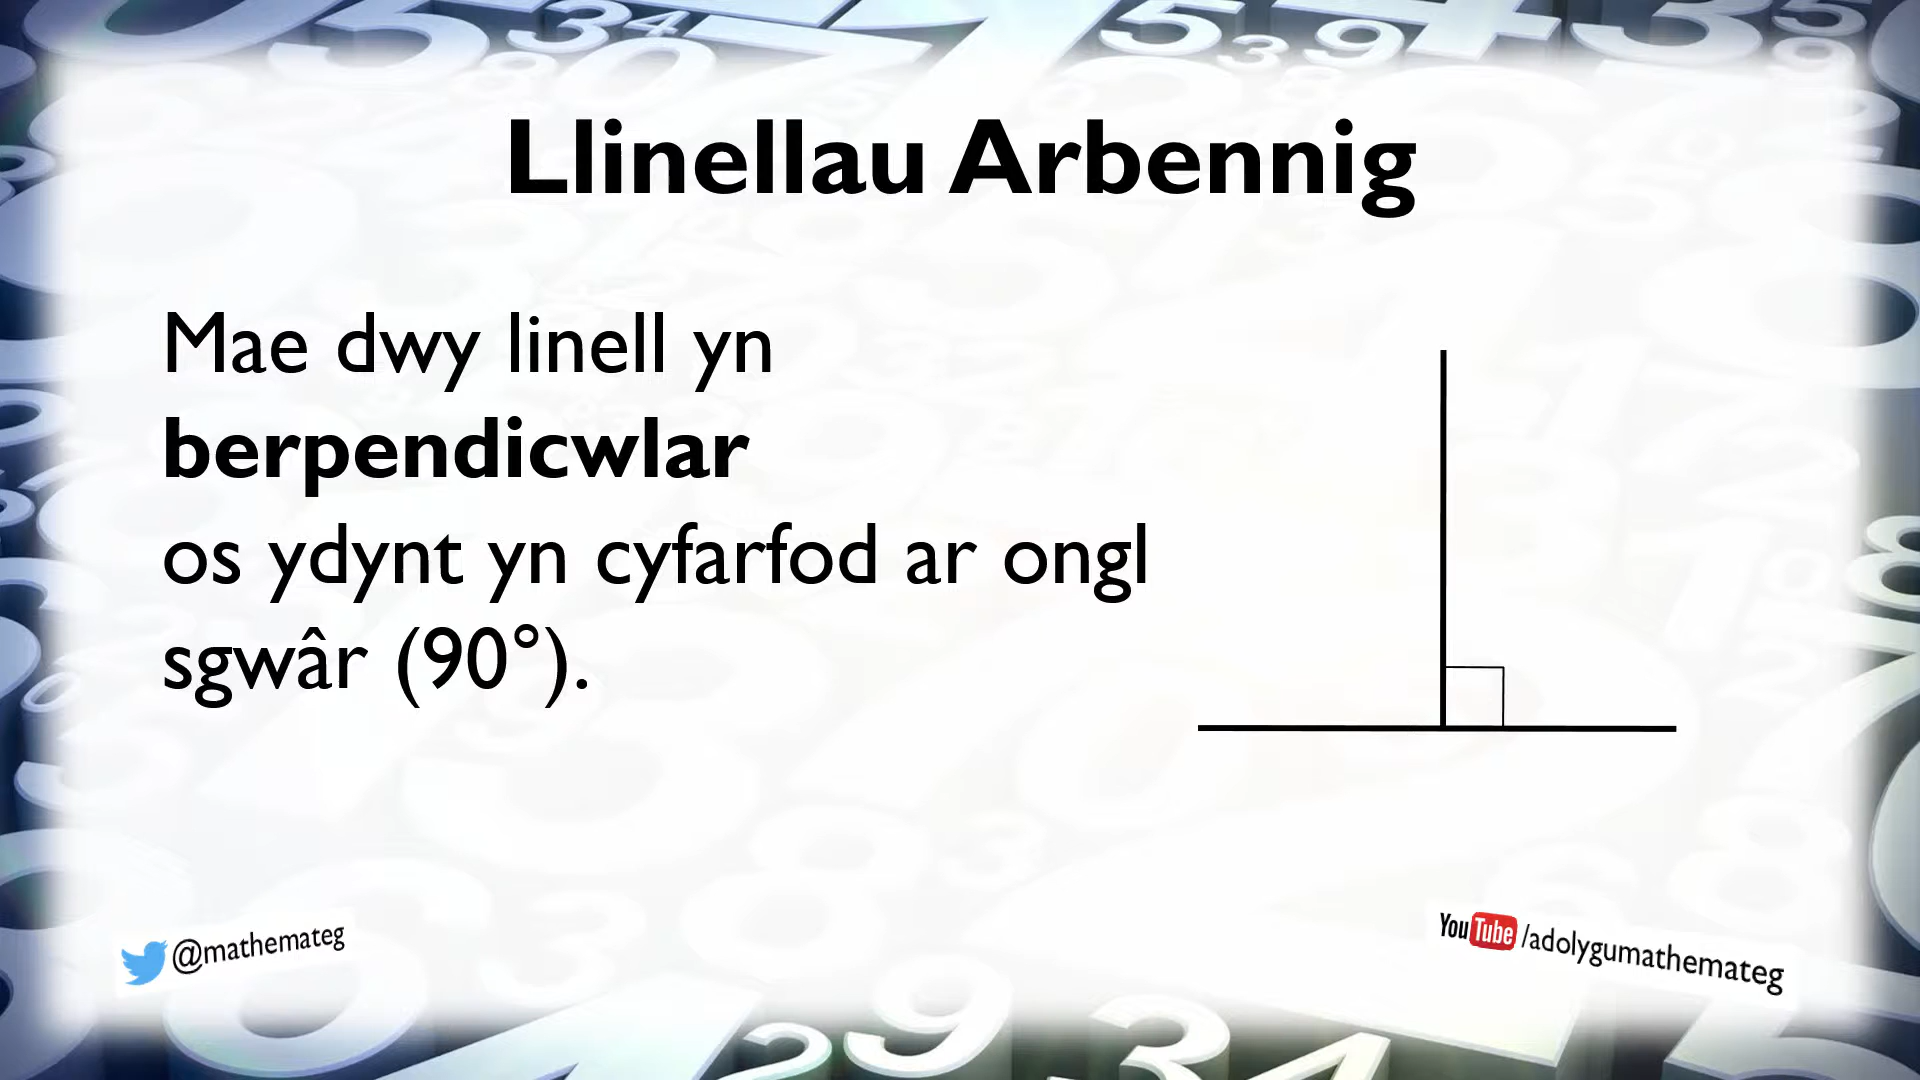 Llinellau Arbennig
Mae dwy linell yn
berpendicwlar
os ydynt yn cyfarfod ar ongl
sgwâr (90°).
@mathemateg
YouTube /adolygumathemateg